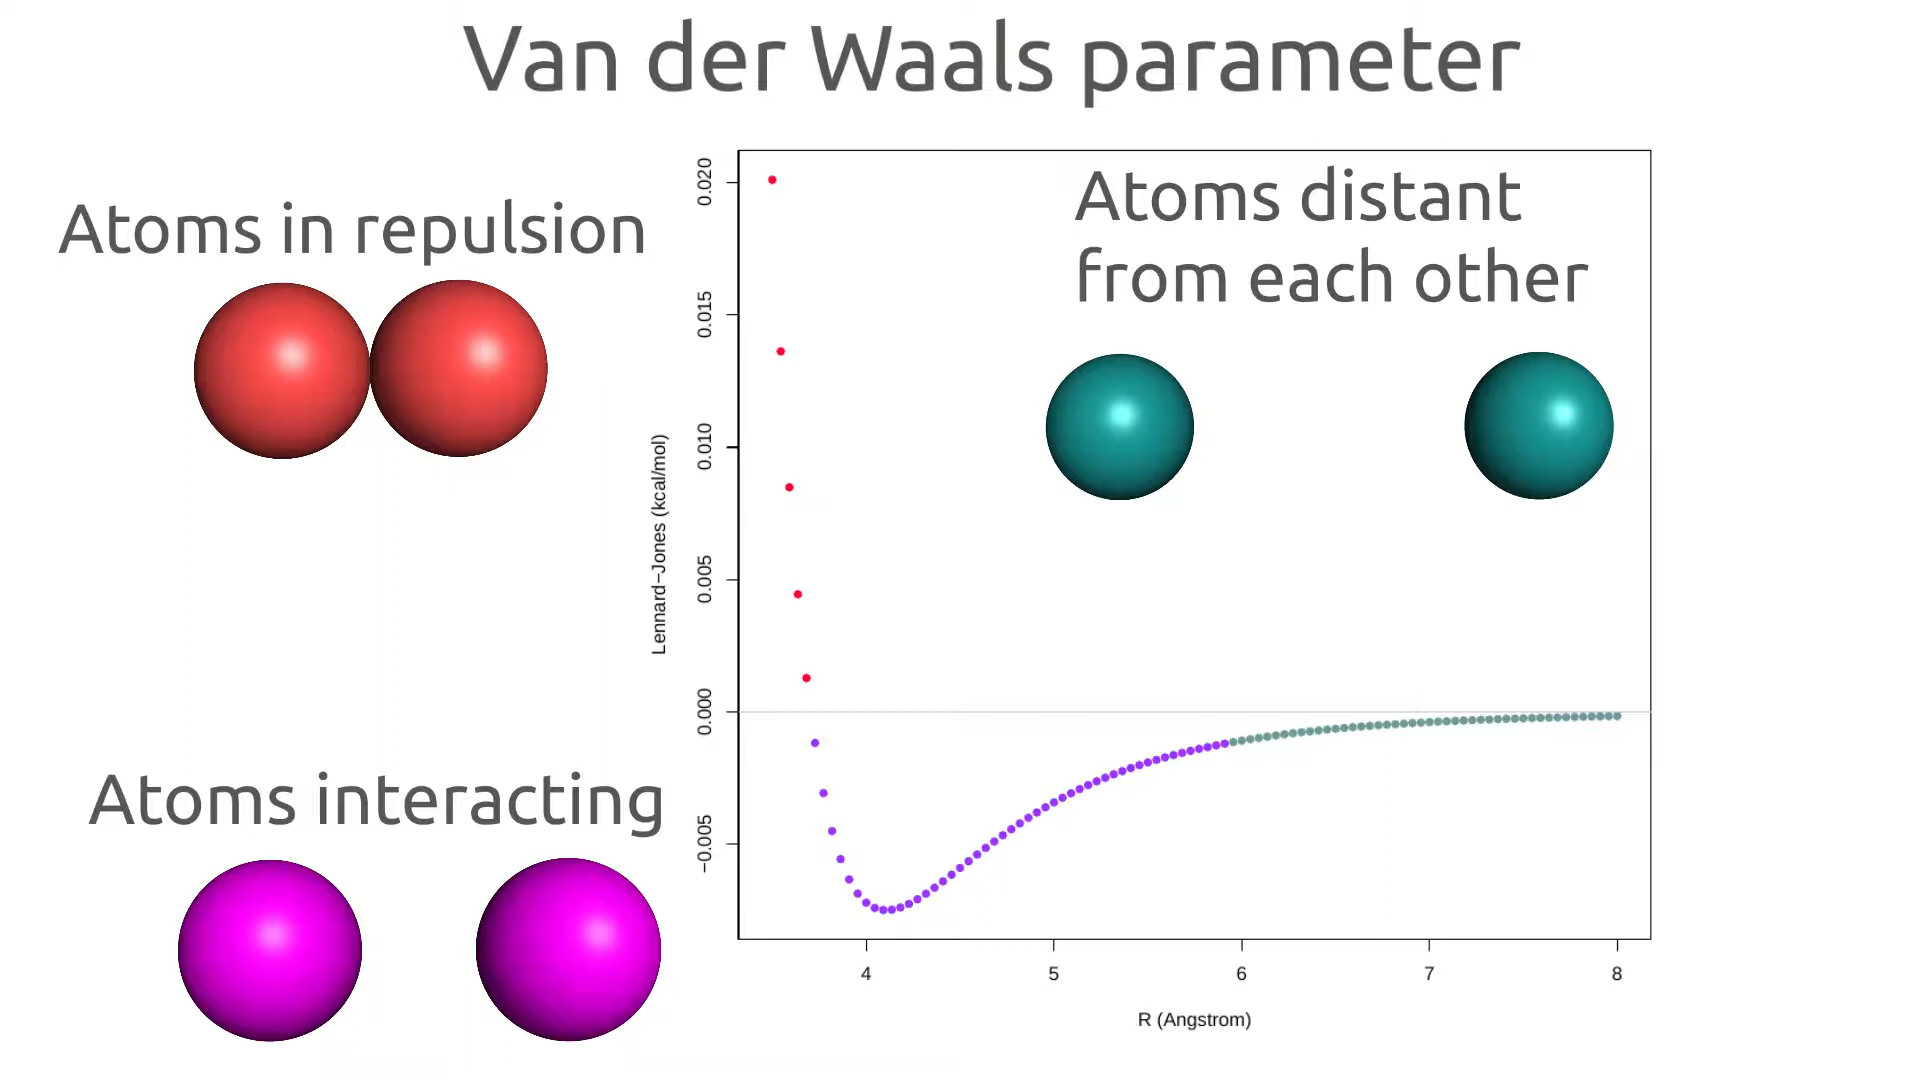 Van der Waals parameter
Atoms in repulsion
Atoms distant
from each other
Atoms interacting
Lennard−Jones (kcal/mol)
0.020
0.015
0.010
0.005
0.000
−0.005
4 5 6 7 8
R (Angstrom)